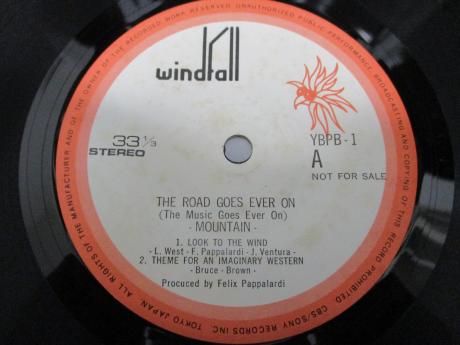 windfall
33 1/3
STEREO
YBPB-1
A
NOT FOR SALE
THE ROAD GOES EVER ON
(The Music Goes Ever On)
- MOUNTAIN -
1. LOOK TO THE WIND
- L. West - F. Pappalardi - J. Ventura -
2. THEME FOR AN IMAGINARY WESTERN
- Bruce - Brown -
Procuced by Felix Pappalardi
ALL RIGHTS OF THE MANUFACTURER AND OF THE OWNER OF THE RECORDED WORK RESERVED UNAUTHORIZED PUBLIC PERFORMANCE, BROADCASTING AND COPYING OF THIS RECORD PROHIBITED. CBS/SONY RECORDS INC. TOKYO JAPAN